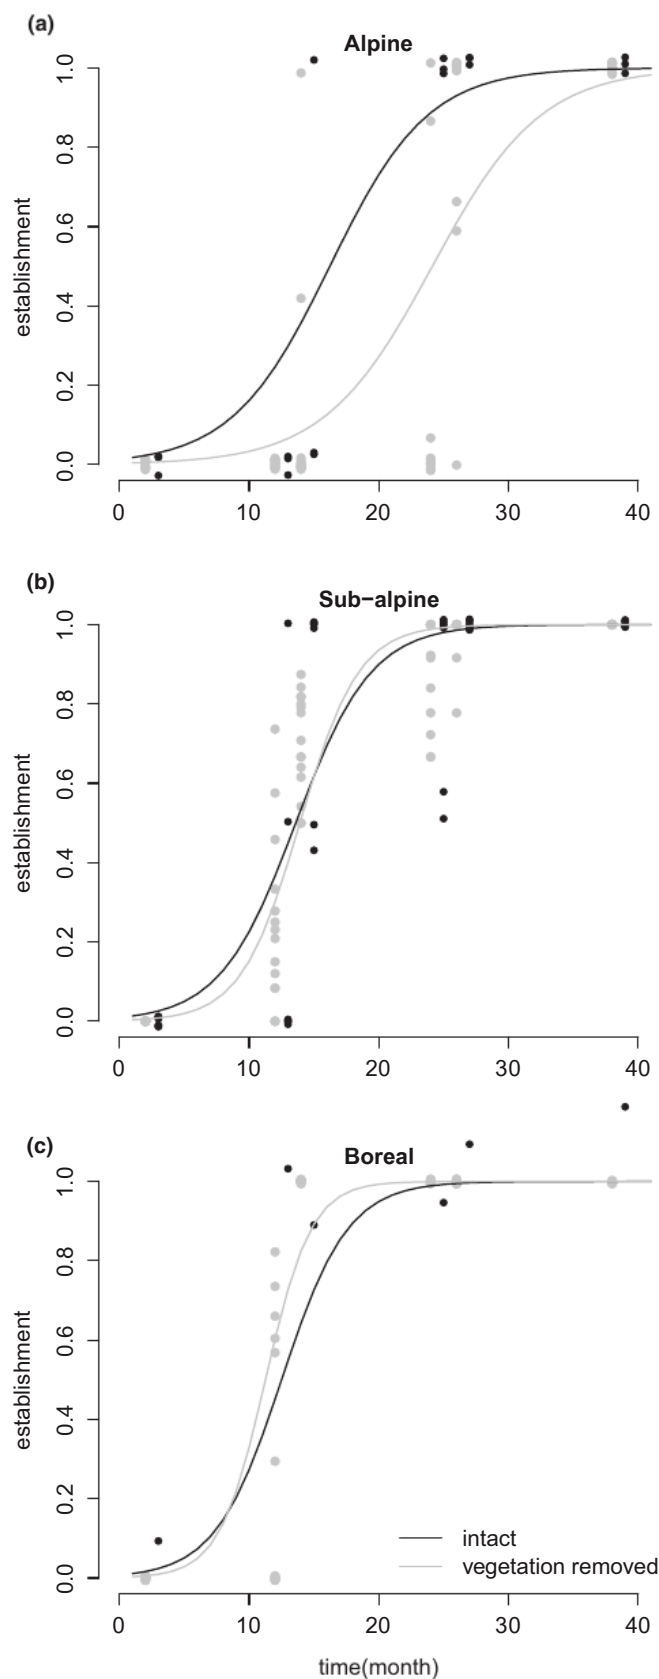 (a)
Alpine
establishment
0.0 0.2 0.4 0.6 0.8 1.0
0 10 20 30 40
(b)
Sub−alpine
establishment
0.0 0.2 0.4 0.6 0.8 1.0
0 10 20 30 40
(c)
Boreal
establishment
0.0 0.2 0.4 0.6 0.8 1.0
intact
vegetation removed
0 10 20 30 40
time(month)